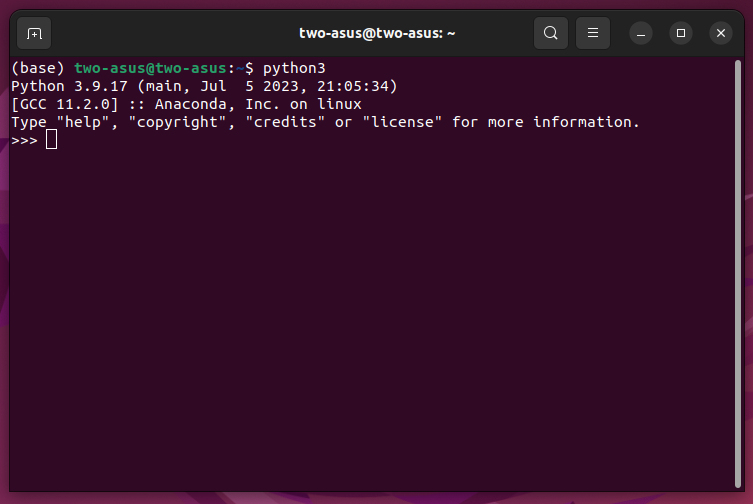 two-asus@two-asus: ~
(base) two-asus@two-asus:~$ python3
Python 3.9.17 (main, Jul  5 2023, 21:05:34)
[GCC 11.2.0] :: Anaconda, Inc. on linux
Type "help", "copyright", "credits" or "license" for more information.
>>>